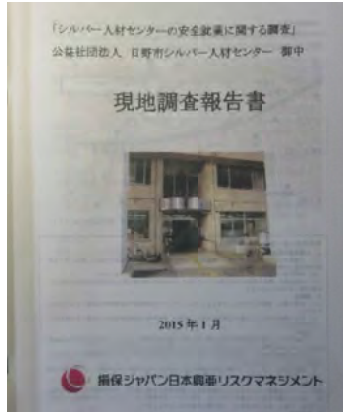 「シルバー人材センターの安全就業に関する調査」
公益社団法人 日野市シルバー人材センター 御中
現地調査報告書
2015年1月
損保ジャパン日本興亜リスクマネジメント